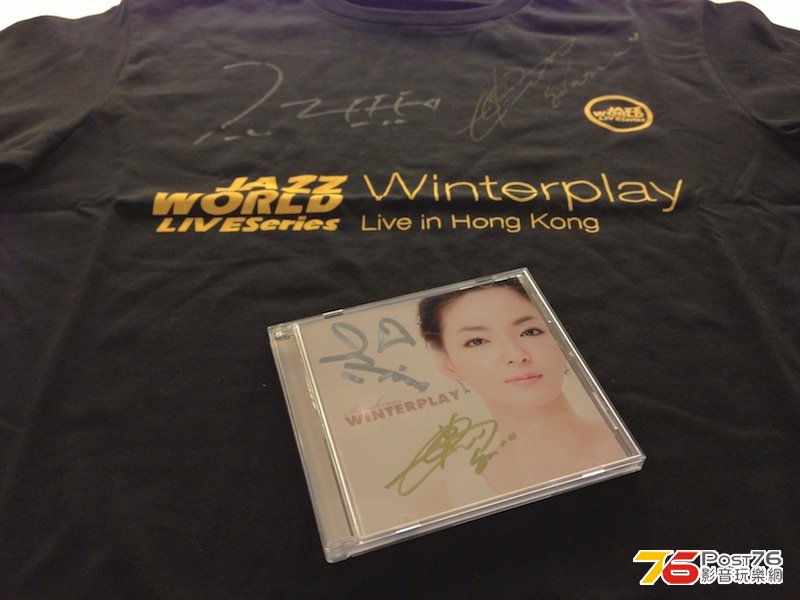 JAZZ
WORLD
LIVESeries
JAZZ
WORLD
LIVESeries
Winterplay
Live in Hong Kong
WINTERPLAY
76 Post76
影音玩樂網